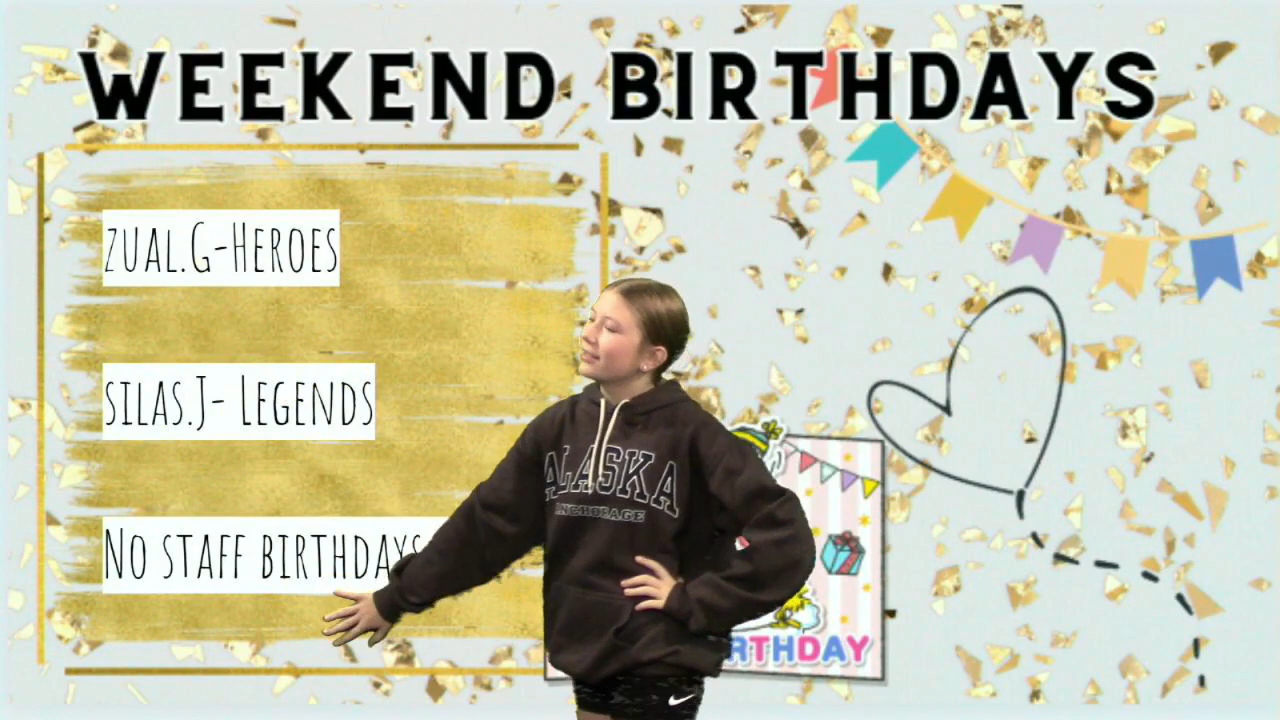 WEEKEND BIRTHDAYS
ZUAL.G-HEROES
SILAS.J- LEGENDS
NO STAFF BIRTHDAYS
ALASKA
ANCHORAGE
RTHDAY